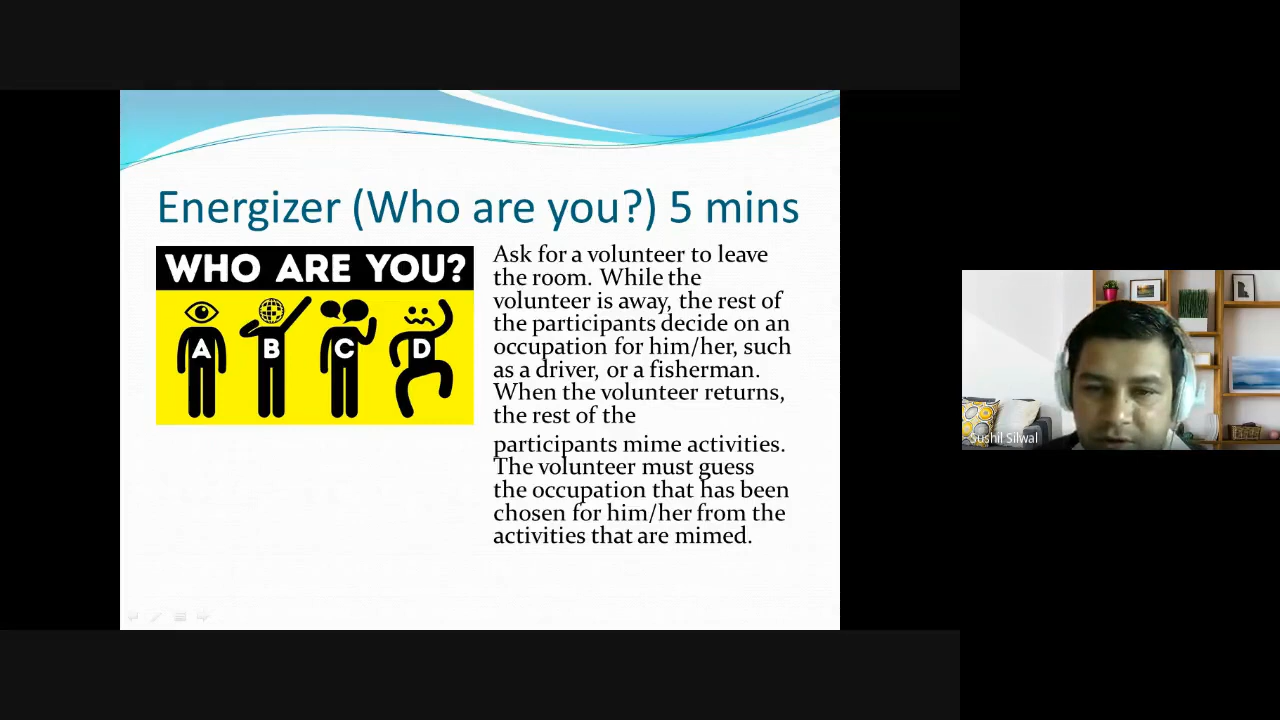 Energizer (Who are you?) 5 mins
WHO ARE YOU?
A B C D
Ask for a volunteer to leave
the room. While the
volunteer is away, the rest of
the participants decide on an
occupation for him/her, such
as a driver, or a fisherman.
When the volunteer returns,
the rest of the
participants mime activities.
The volunteer must guess
the occupation that has been
chosen for him/her from the
activities that are mimed.
Sushil Silwal